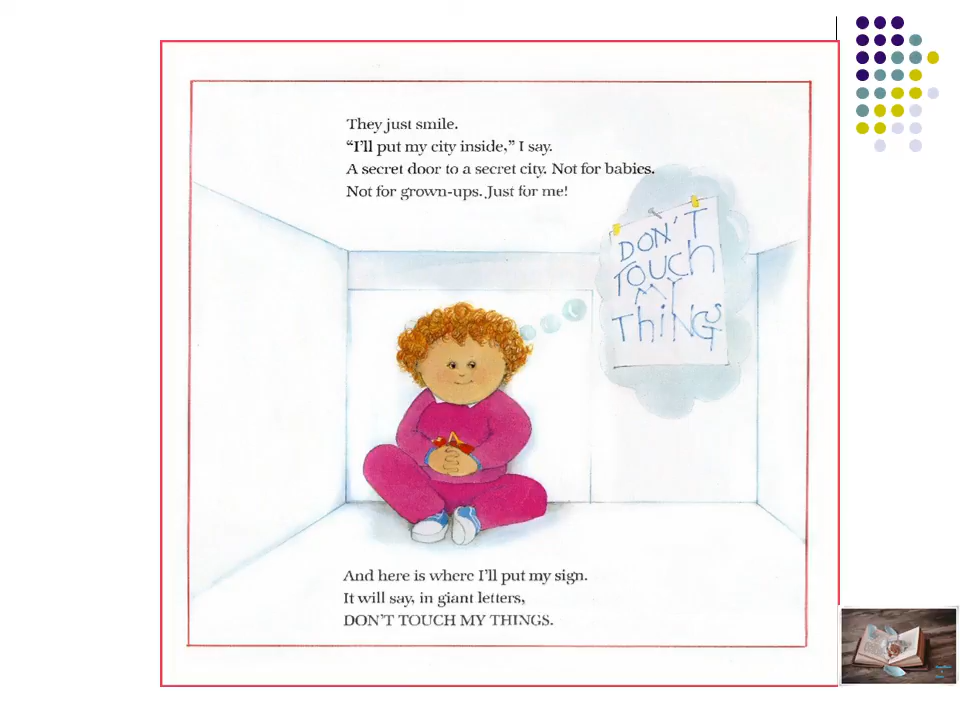 They just smile.
“I’ll put my city inside,” I say.
A secret door to a secret city. Not for babies.
Not for grown-ups. Just for me!
DON'T
TOUCh
MY
ThiNGS
And here is where I’ll put my sign.
It will say, in giant letters,
DON’T TOUCH MY THINGS.